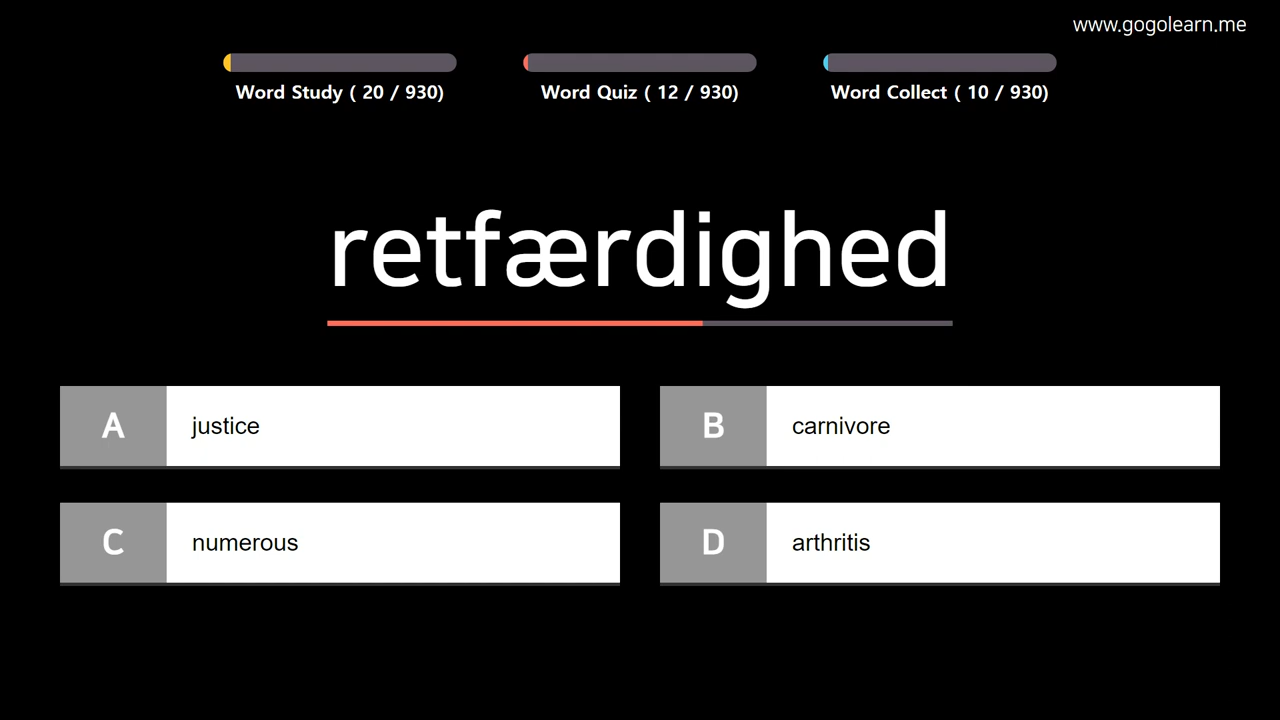 www.gogolearn.me
Word Study ( 20 / 930)
Word Quiz ( 12 / 930)
Word Collect ( 10 / 930)
retfærdighed
A justice
B carnivore
C numerous
D arthritis